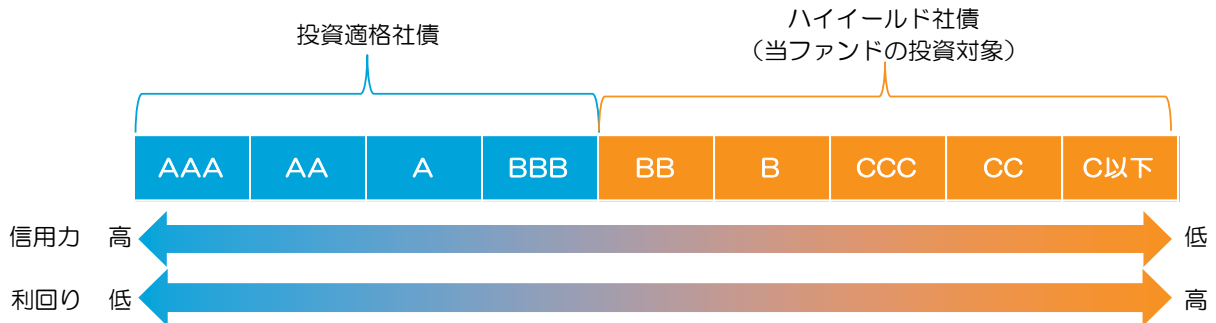 投資適格社債
ハイイールド社債
（当ファンドの投資対象）
AAA AA A BBB BB B CCC CC C以下
信用力 高 低
利回り 低 高